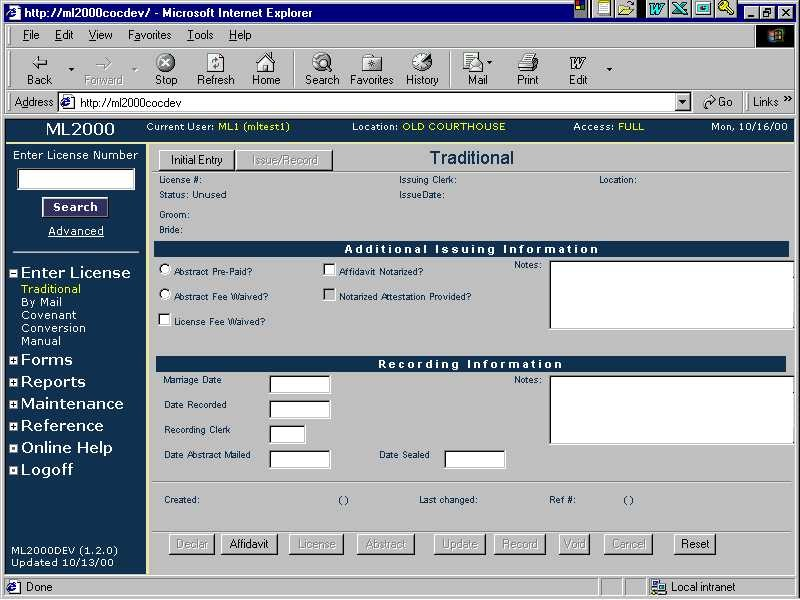 http://ml2000cocdev/ - Microsoft Internet Explorer
File Edit View Favorites Tools Help
Back Forward Stop Refresh Home Search Favorites History Mail Print Edit
Address http://ml2000cocdev Go Links »
ML2000 Current User: ML1 (mltest1) Location: OLD COURTHOUSE Access: FULL Mon, 10/16/00
Enter License Number
Search
Advanced
Enter License
Traditional
By Mail
Covenant
Conversion
Manual
Forms
Reports
Maintenance
Reference
Online Help
Logoff
ML2000DEV (1.2.0)
Updated 10/13/00
Initial Entry Issue/Record Traditional
License #: Issuing Clerk: Location:
Status: Unused IssueDate:
Groom:
Bride:
Additional Issuing Information
Abstract Pre-Paid? Affidavit Notarized? Notes:
Abstract Fee Waived? Notarized Attestation Provided?
License Fee Waived?
Recording Information
Marriage Date Notes:
Date Recorded
Recording Clerk
Date Abstract Mailed Date Sealed
Created: ( ) Last changed: Ref #: ( )
Declar Affidavit License Abstract Update Record Void Cancel Reset
Done Local intranet